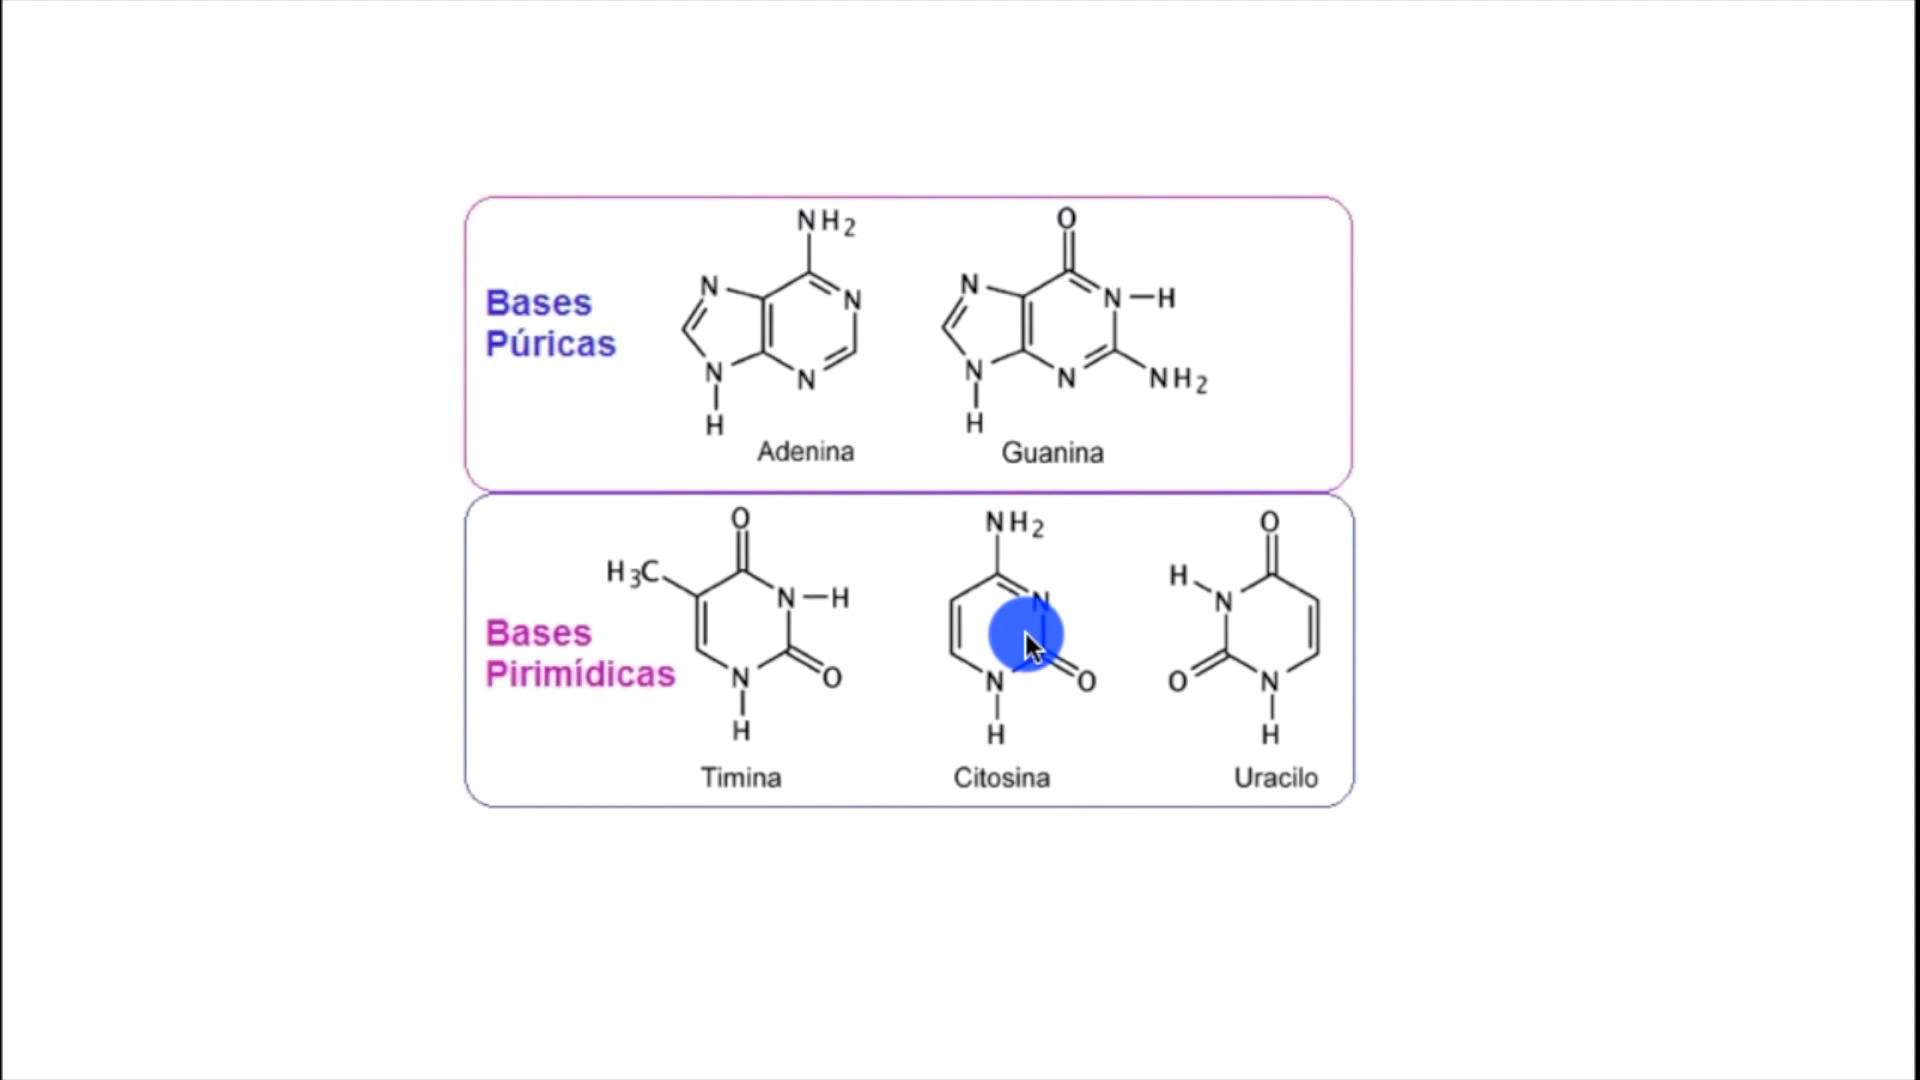 Bases
Púricas
NH2
N
N
N
N
H
Adenina
O
N
N
H
N
N
NH2
H
Guanina
Bases
Pirimídicas
O
H3C
N
H
N
O
H
Timina
NH2
N
N
O
H
Citosina
O
H
N
O
N
H
Uracilo